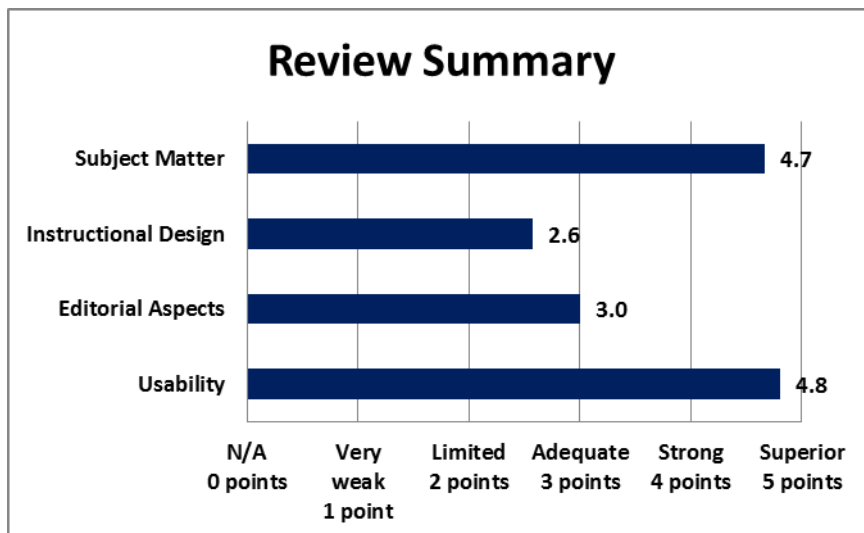 Review Summary
Subject Matter 4.7
Instructional Design 2.6
Editorial Aspects 3.0
Usability 4.8
N/A Very Limited Adequate Strong Superior
0 points weak 2 points 3 points 4 points 5 points
1 point